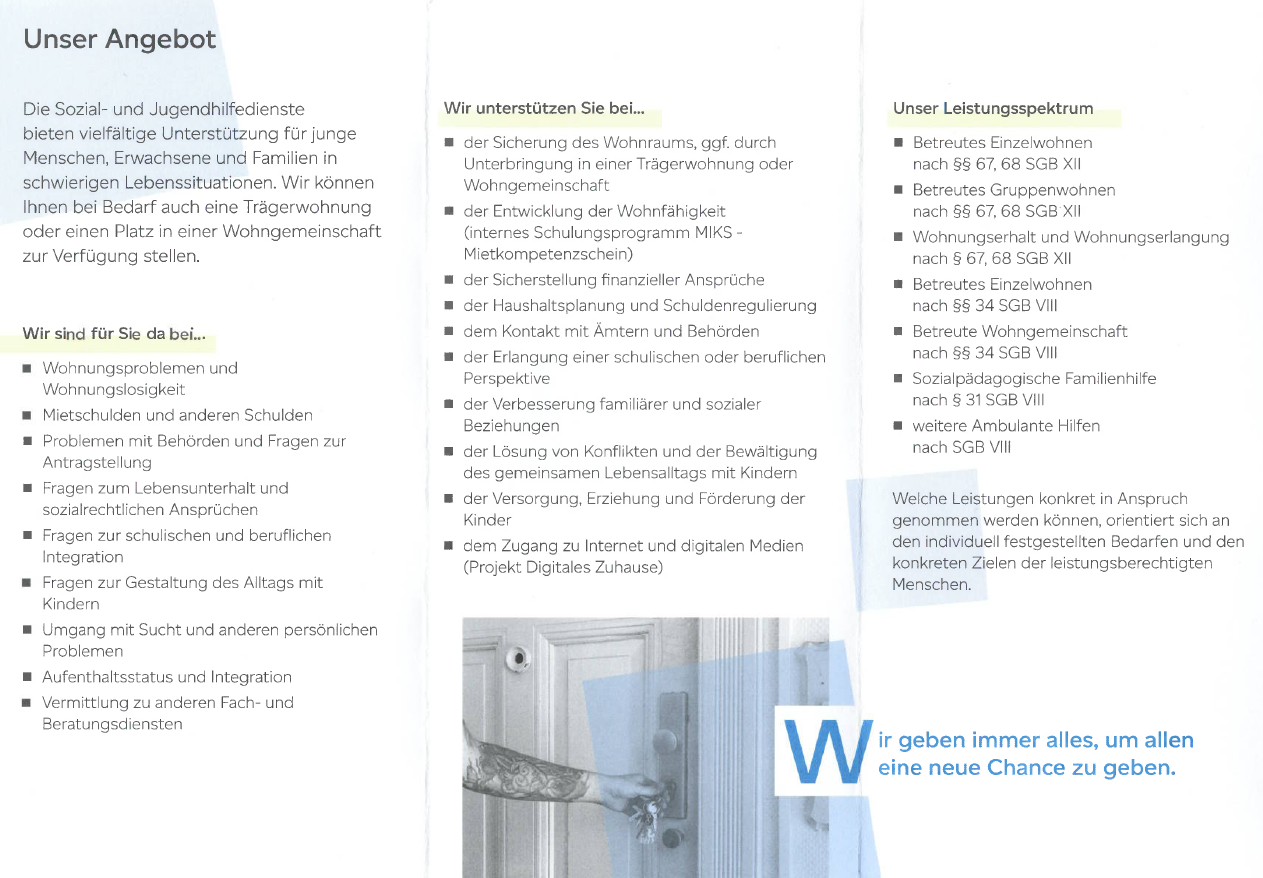 Unser Angebot
Die Sozial- und Jugendhilfedienste
bieten vielfältige Unterstützung für junge
Menschen, Erwachsene und Familien in
schwierigen Lebenssituationen. Wir können
Ihnen bei Bedarf auch eine Trägerwohnung
oder einen Platz in einer Wohngemeinschaft
zur Verfügung stellen.
Wir sind für Sie da bei...
■ Wohnungsproblemen und
Wohnungslosigkeit
■ Mietschulden und anderen Schulden
■ Problemen mit Behörden und Fragen zur
Antragstellung
■ Fragen zum Lebensunterhalt und
sozialrechtlichen Ansprüchen
■ Fragen zur schulischen und beruflichen
Integration
■ Fragen zur Gestaltung des Alltags mit
Kindern
■ Umgang mit Sucht und anderen persönlichen
Problemen
■ Aufenthaltsstatus und Integration
■ Vermittlung zu anderen Fach- und
Beratungsdiensten
Wir unterstützen Sie bei...
■ der Sicherung des Wohnraums, ggf. durch
Unterbringung in einer Trägerwohnung oder
Wohngemeinschaft
■ der Entwicklung der Wohnfähigkeit
(internes Schulungsprogramm MIKS -
Mietkompetenzschein)
■ der Sicherstellung finanzieller Ansprüche
■ der Haushaltsplanung und Schuldenregulierung
■ dem Kontakt mit Ämtern und Behörden
■ der Erlangung einer schulischen oder beruflichen
Perspektive
■ der Verbesserung familiärer und sozialer
Beziehungen
■ der Lösung von Konflikten und der Bewältigung
des gemeinsamen Lebensalltags mit Kindern
■ der Versorgung, Erziehung und Förderung der
Kinder
■ dem Zugang zu Internet und digitalen Medien
(Projekt Digitales Zuhause)
Unser Leistungsspektrum
■ Betreutes Einzelwohnen
nach §§ 67, 68 SGB XII
■ Betreutes Gruppenwohnen
nach §§ 67, 68 SGB XII
■ Wohnungserhalt und Wohnungserlangung
nach § 67, 68 SGB XII
■ Betreutes Einzelwohnen
nach §§ 34 SGB VIII
■ Betreute Wohngemeinschaft
nach §§ 34 SGB VIII
■ Sozialpädagogische Familienhilfe
nach § 31 SGB VIII
■ weitere Ambulante Hilfen
nach SGB VIII
Welche Leistungen konkret in Anspruch
genommen werden können, orientiert sich an
den individuell festgestellten Bedarfen und den
konkreten Zielen der leistungsberechtigten
Menschen.
Wir geben immer alles, um allen
eine neue Chance zu geben.